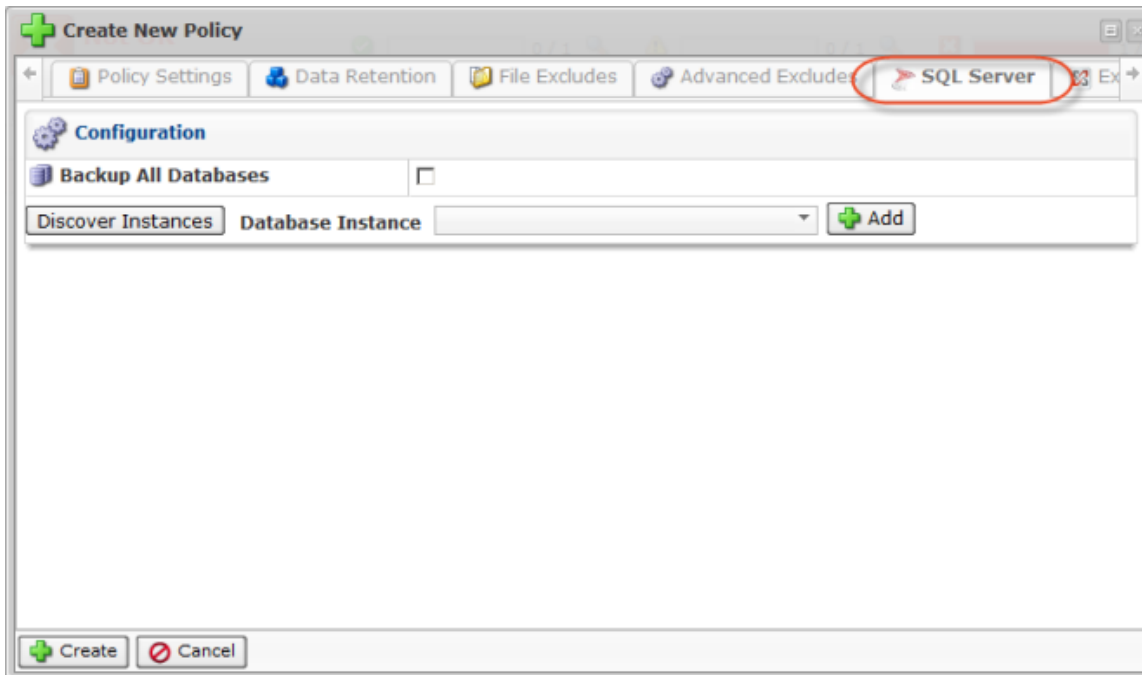 Create New Policy
Policy Settings Data Retention File Excludes Advanced Excludes SQL Server Ex
Configuration
Backup All Databases
Discover Instances Database Instance Add
Create Cancel